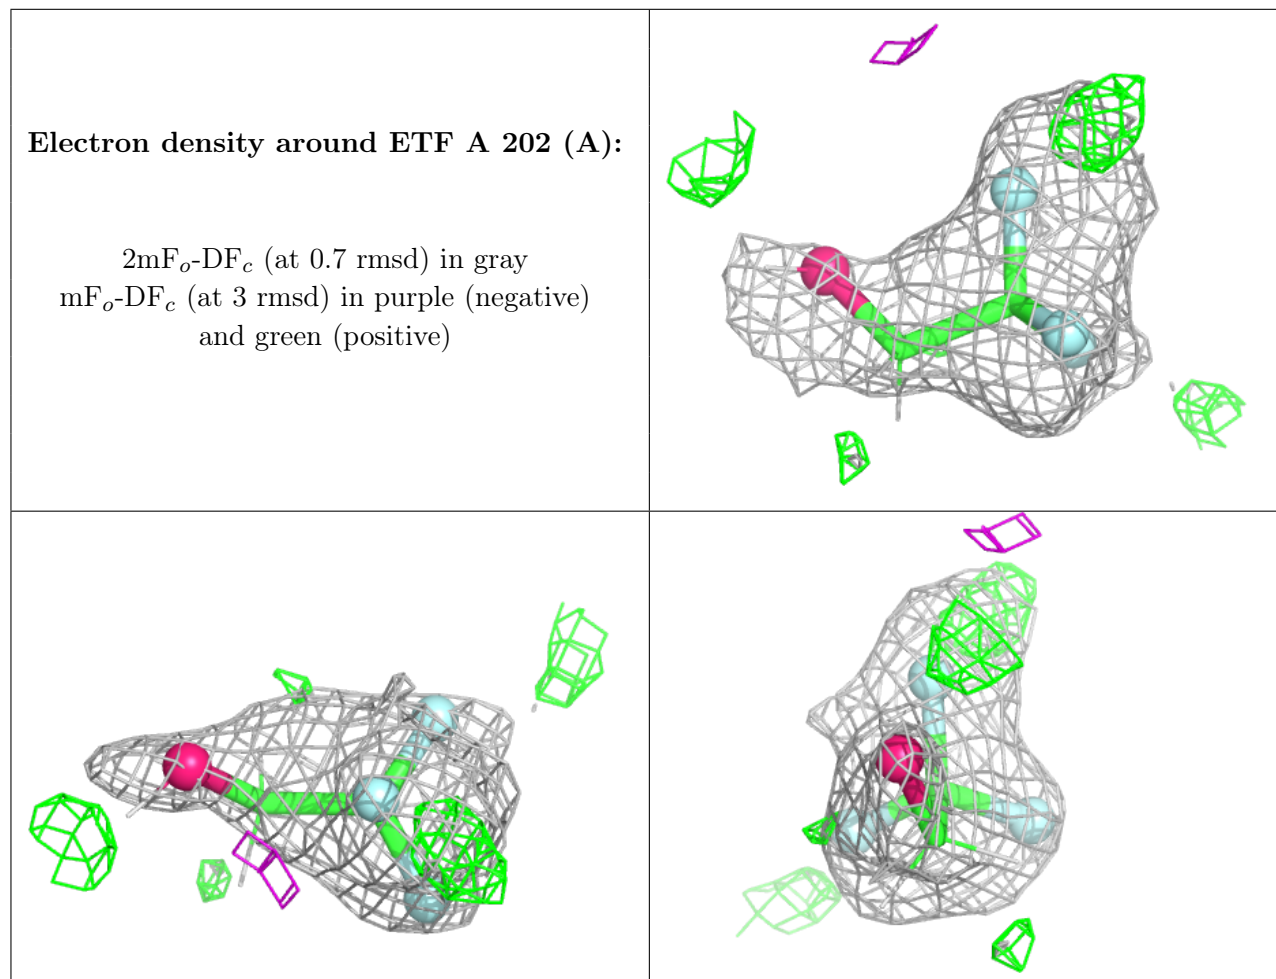 Electron density around ETF A 202 (A):
2mFo-DFc (at 0.7 rmsd) in gray
mFo-DFc (at 3 rmsd) in purple (negative)
and green (positive)